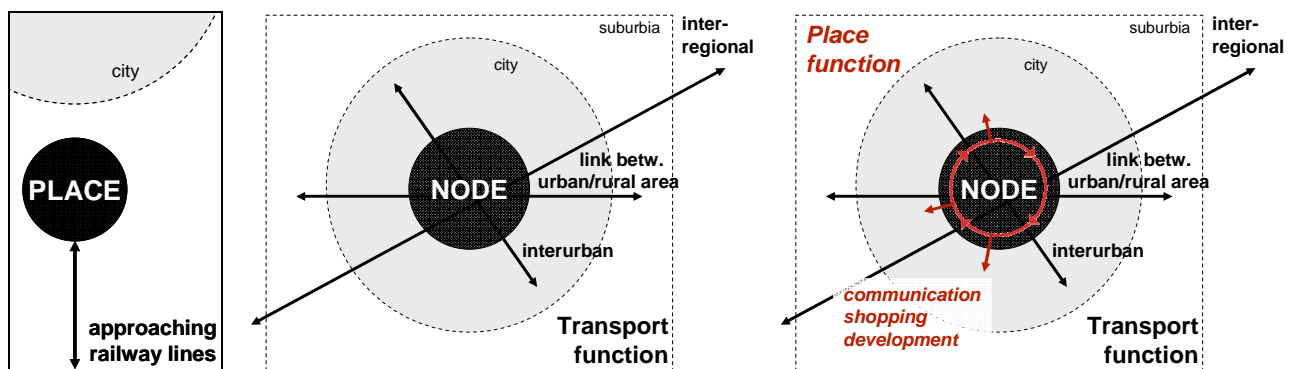 city
PLACE
approaching
railway lines
suburbia
inter-
regional
city
link betw.
urban/rural area
NODE
interurban
Transport
function
Place
function
suburbia
inter-
regional
city
link betw.
urban/rural area
NODE
interurban
communication
shopping
development
Transport
function